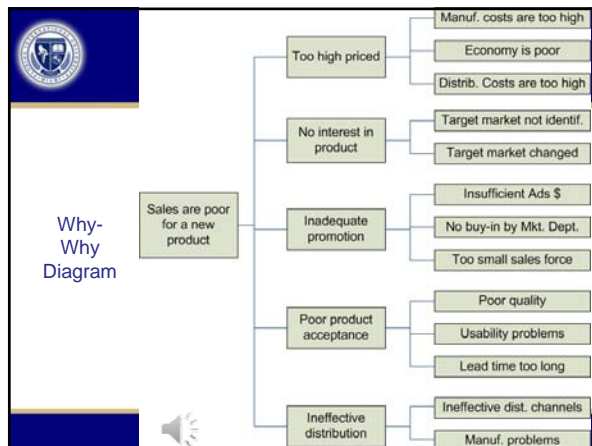 Why-
Why
Diagram
Sales are poor
for a new
product
Too high priced
Manuf. costs are too high
Economy is poor
Distrib. Costs are too high
No interest in
product
Target market not identif.
Target market changed
Inadequate
promotion
Insufficient Ads $
No buy-in by Mkt. Dept.
Too small sales force
Poor product
acceptance
Poor quality
Usability problems
Lead time too long
Ineffective
distribution
Ineffective dist. channels
Manuf. problems